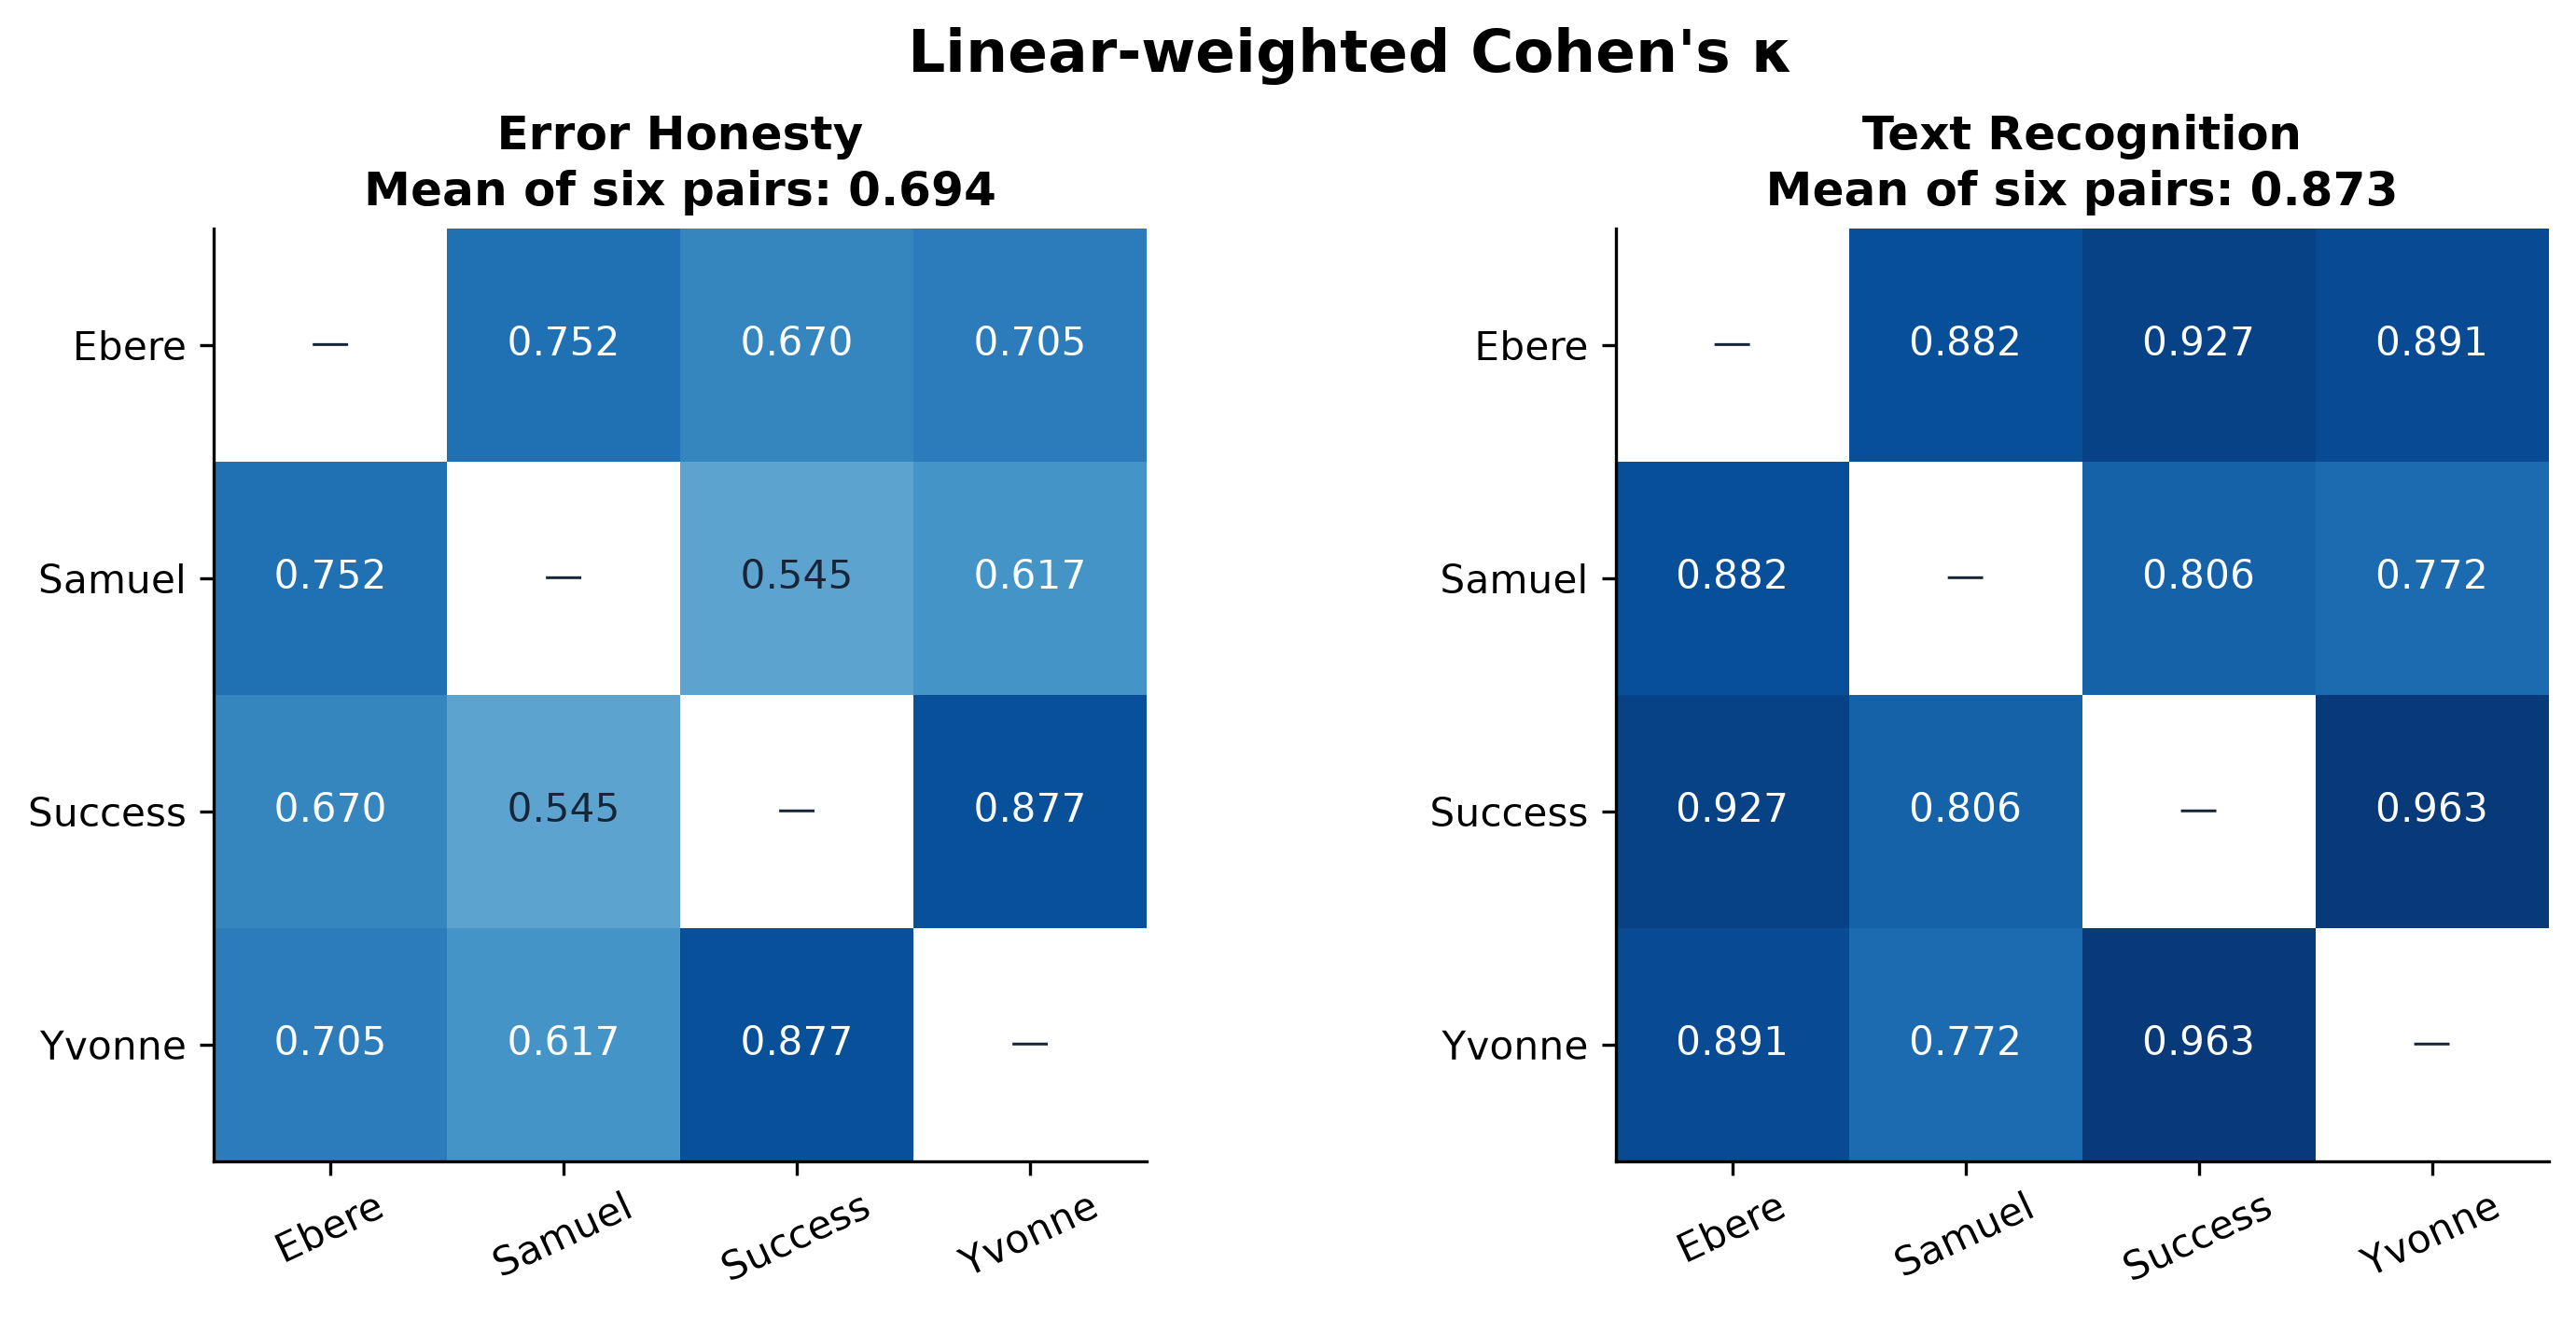 Linear-weighted Cohen's κ
Error Honesty
Mean of six pairs: 0.694
Ebere — 0.752 0.670 0.705
Samuel 0.752 — 0.545 0.617
Success 0.670 0.545 — 0.877
Yvonne 0.705 0.617 0.877 —
Ebere Samuel Success Yvonne
Text Recognition
Mean of six pairs: 0.873
Ebere — 0.882 0.927 0.891
Samuel 0.882 — 0.806 0.772
Success 0.927 0.806 — 0.963
Yvonne 0.891 0.772 0.963 —
Ebere Samuel Success Yvonne